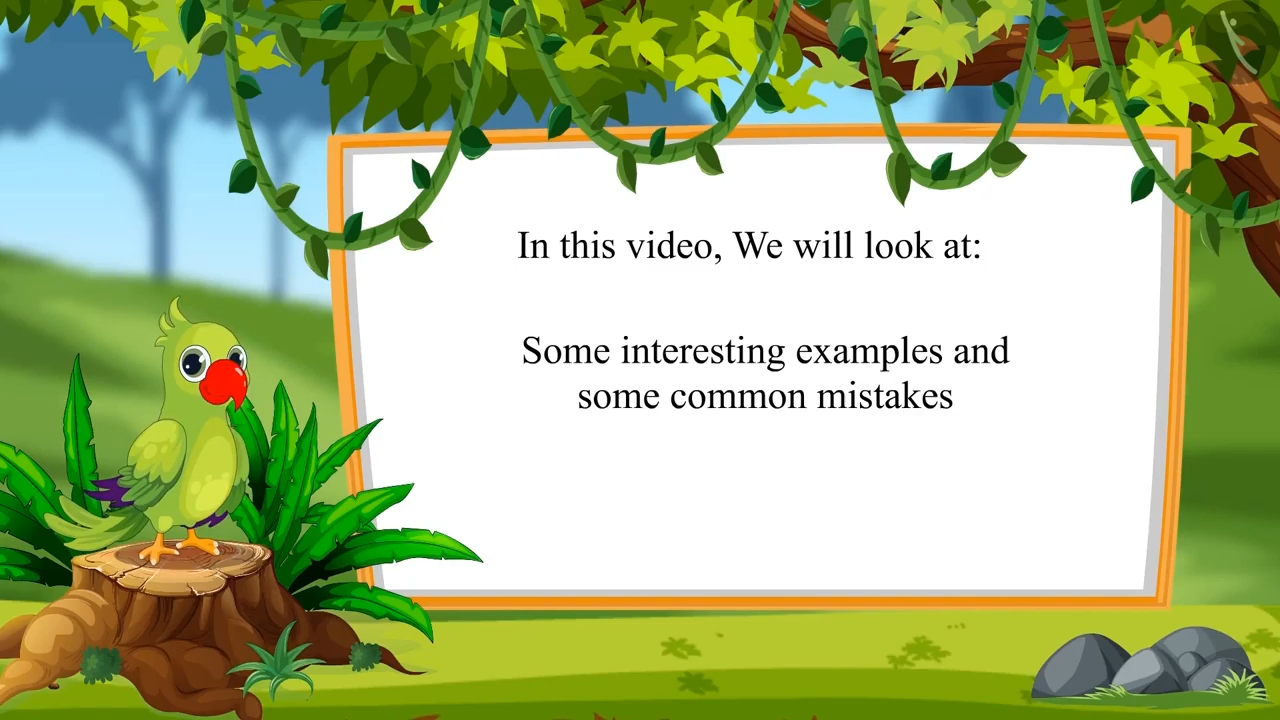 In this video, We will look at:
Some interesting examples and
some common mistakes